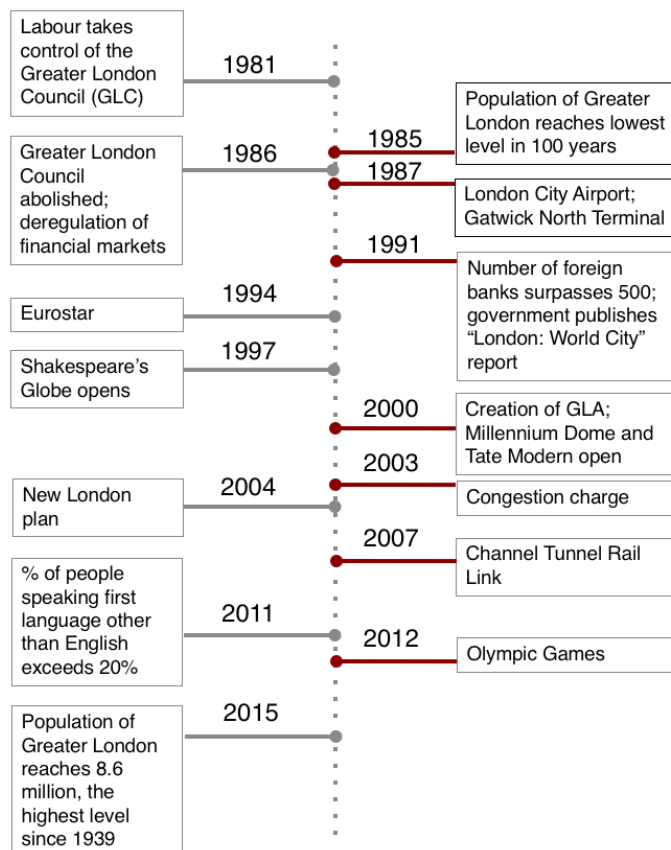 Labour takes
control of the
Greater London
Council (GLC)
1981
1985
Population of Greater
London reaches lowest
level in 100 years
1986
Greater London
Council
abolished;
deregulation of
financial markets
1987
London City Airport;
Gatwick North Terminal
1991
Number of foreign
banks surpasses 500;
government publishes
“London: World City”
report
1994
Eurostar
1997
Shakespeare’s
Globe opens
2000
Creation of GLA;
Millennium Dome and
Tate Modern open
2003
Congestion charge
2004
New London
plan
2007
Channel Tunnel Rail
Link
2011
% of people
speaking first
language other
than English
exceeds 20%
2012
Olympic Games
2015
Population of
Greater London
reaches 8.6
million, the
highest level
since 1939